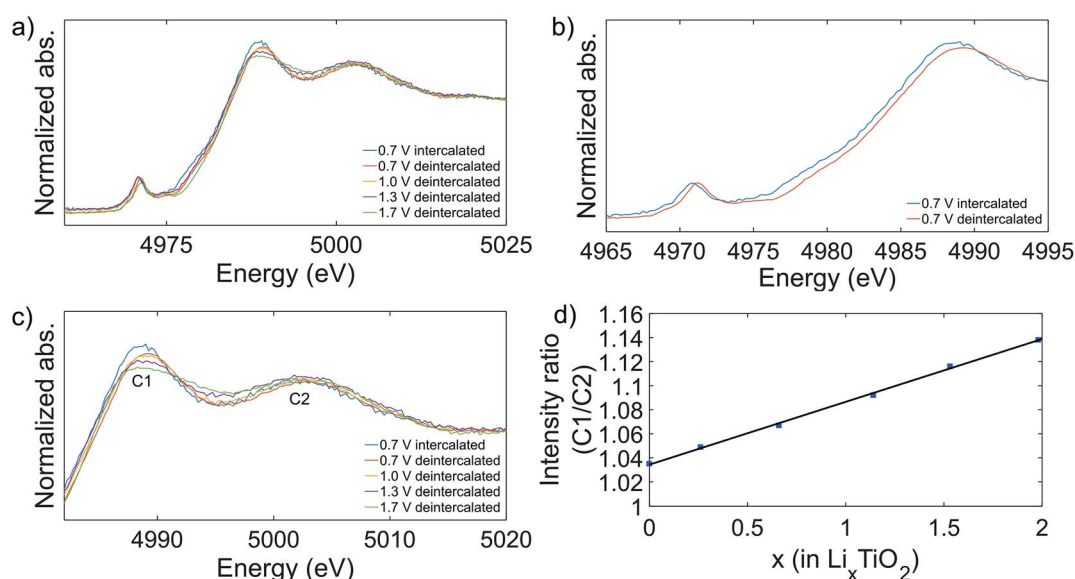 a)
Normalized abs.
0.7 V intercalated
0.7 V deintercalated
1.0 V deintercalated
1.3 V deintercalated
1.7 V deintercalated
4975
5000
5025
Energy (eV)
b)
Normalized abs.
0.7 V intercalated
0.7 V deintercalated
4965
4970
4975
4980
4985
4990
4995
Energy (eV)
c)
Normalized abs.
C1
C2
0.7 V intercalated
0.7 V deintercalated
1.0 V deintercalated
1.3 V deintercalated
1.7 V deintercalated
4990
5000
5010
5020
Energy (eV)
d)
Intensity ratio
(C1/C2)
1.16
1.14
1.12
1.1
1.08
1.06
1.04
1.02
1
0
0.5
1
1.5
2
x (in LixTiO2)